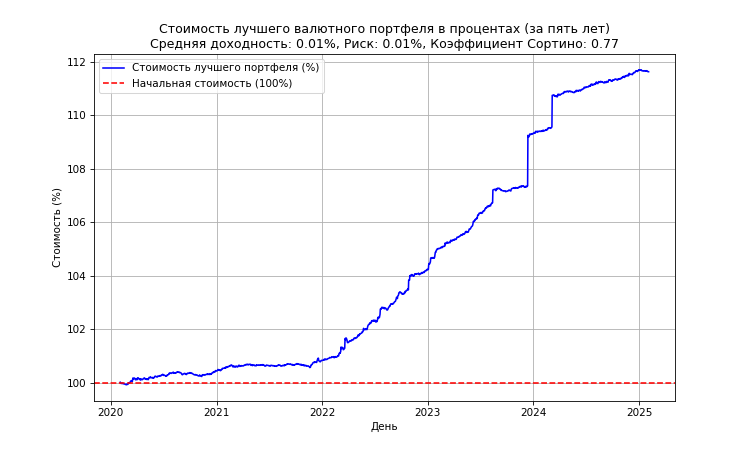 Стоимость лучшего валютного портфеля в процентах (за пять лет)
Средняя доходность: 0.01%, Риск: 0.01%, Коэффициент Сортино: 0.77
Стоимость лучшего портфеля (%)
Начальная стоимость (100%)
Стоимость (%)
112
110
108
106
104
102
100
2020
2021
2022
2023
2024
2025
День